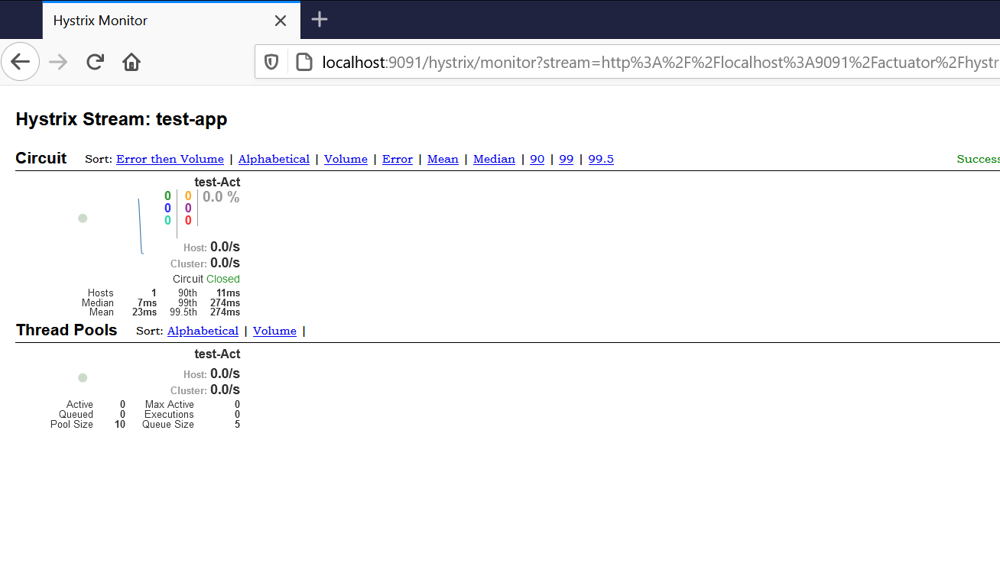 Hystrix Monitor
localhost:9091/hystrix/monitor?stream=http%3A%2F%2Flocalhost%3A9091%2Factuator%2Fhystr
Hystrix Stream: test-app
Circuit Sort: Error then Volume | Alphabetical | Volume | Error | Mean | Median | 90 | 99 | 99.5 Success
test-Act
0 0 0.0 %
0 0
0 0
Host: 0.0/s
Cluster: 0.0/s
Circuit Closed
Hosts 1 90th 11ms
Median 7ms 99th 274ms
Mean 23ms 99.5th 274ms
Thread Pools Sort: Alphabetical | Volume |
test-Act
Host: 0.0/s
Cluster: 0.0/s
Active 0 Max Active 0
Queued 0 Executions 0
Pool Size 10 Queue Size 5